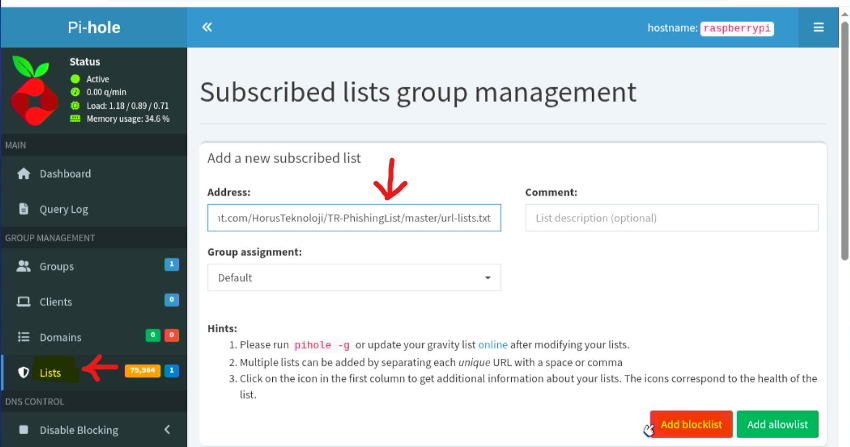 Pi-hole
hostname: raspberrypi
Status
Active
0.00 q/min
Load: 1.18 / 0.89 / 0.71
Memory usage: 34.6 %
MAIN
Dashboard
Query Log
GROUP MANAGEMENT
Groups 1
Clients 0
Domains 0 0
Lists 79,984 1
DNS CONTROL
Disable Blocking
Subscribed lists group management
Add a new subscribed list
Address:
Comment:
nt.com/HorusTeknoloji/TR-PhishingList/master/url-lists.txt
List description (optional)
Group assignment:
Default
Hints:
1. Please run pihole -g or update your gravity list online after modifying your lists.
2. Multiple lists can be added by separating each unique URL with a space or comma
3. Click on the icon in the first column to get additional information about your lists. The icons correspond to the health of the
list.
Add blocklist
Add allowlist